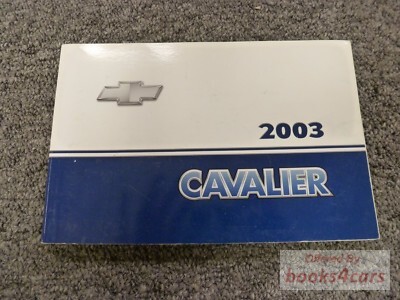 2003
CAVALIER
Offered By
books4cars